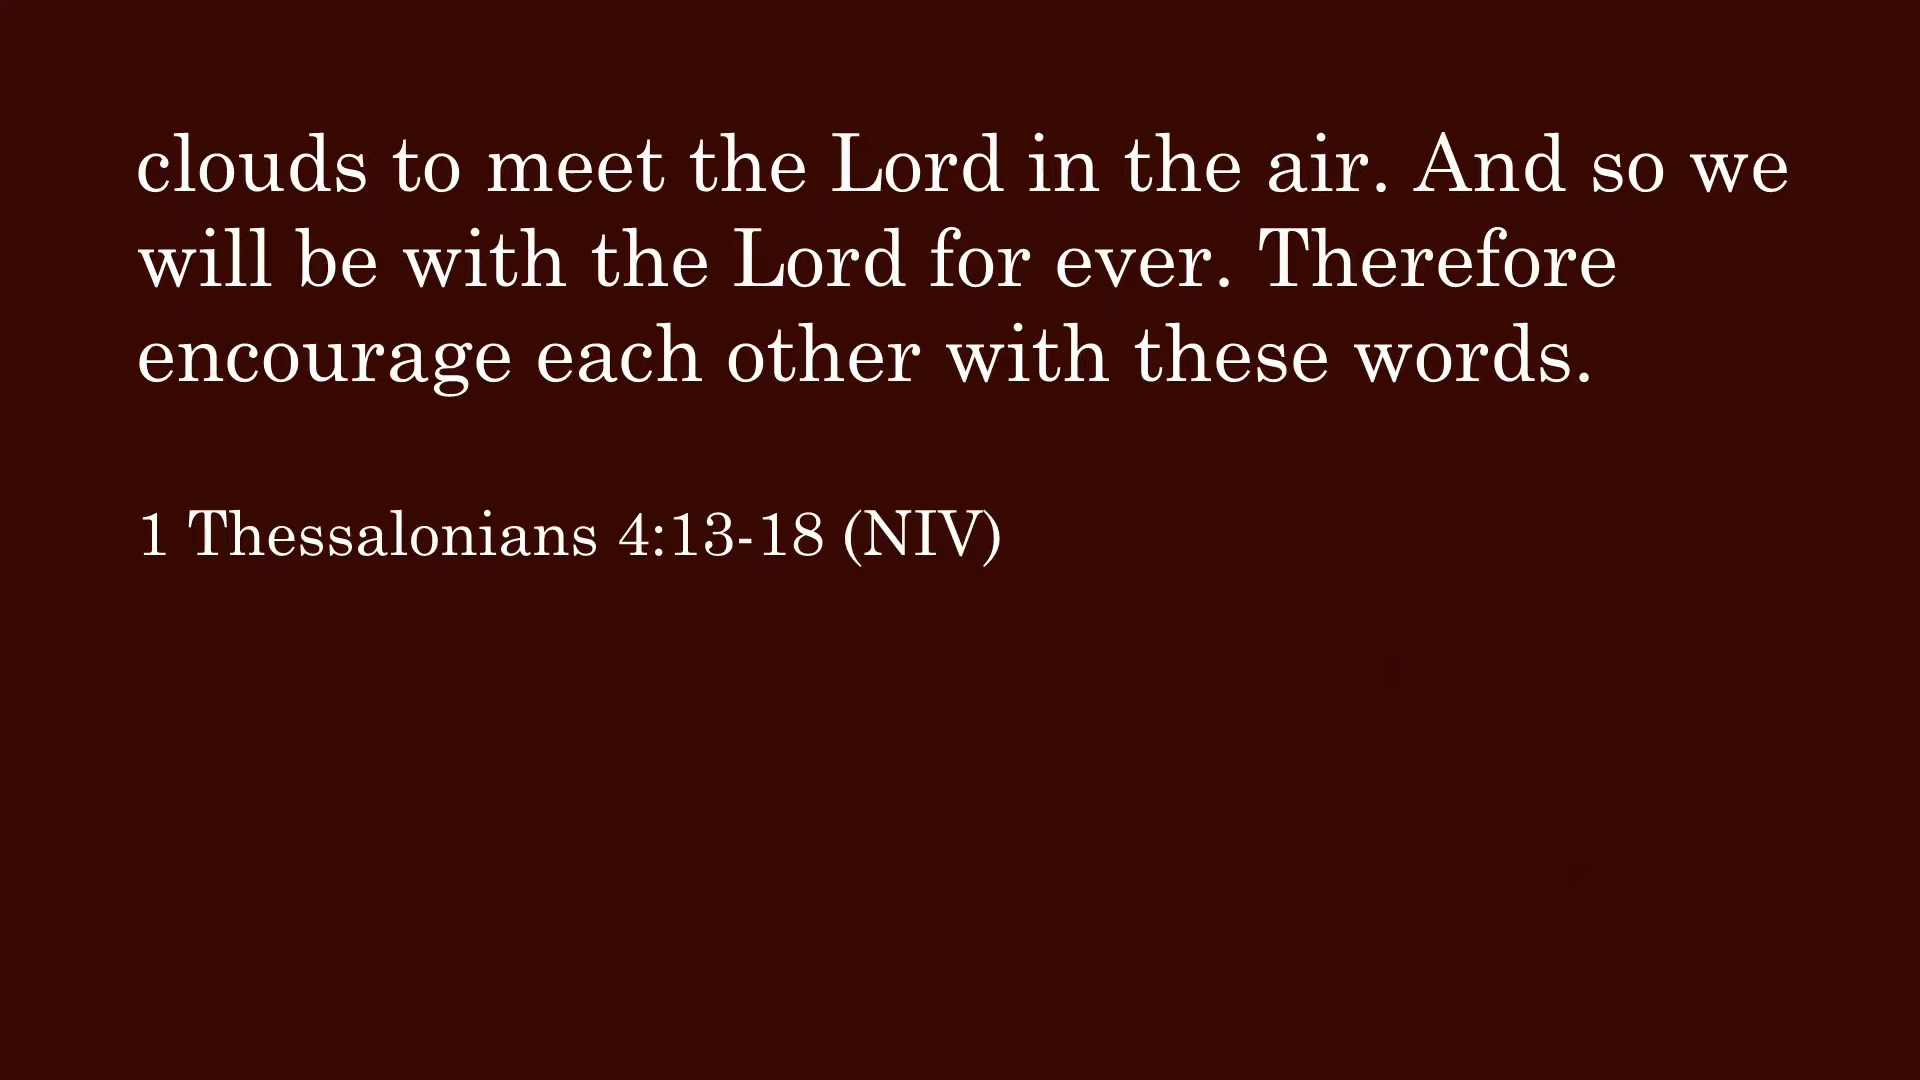 clouds to meet the Lord in the air. And so we
will be with the Lord for ever. Therefore
encourage each other with these words.
1 Thessalonians 4:13-18 (NIV)